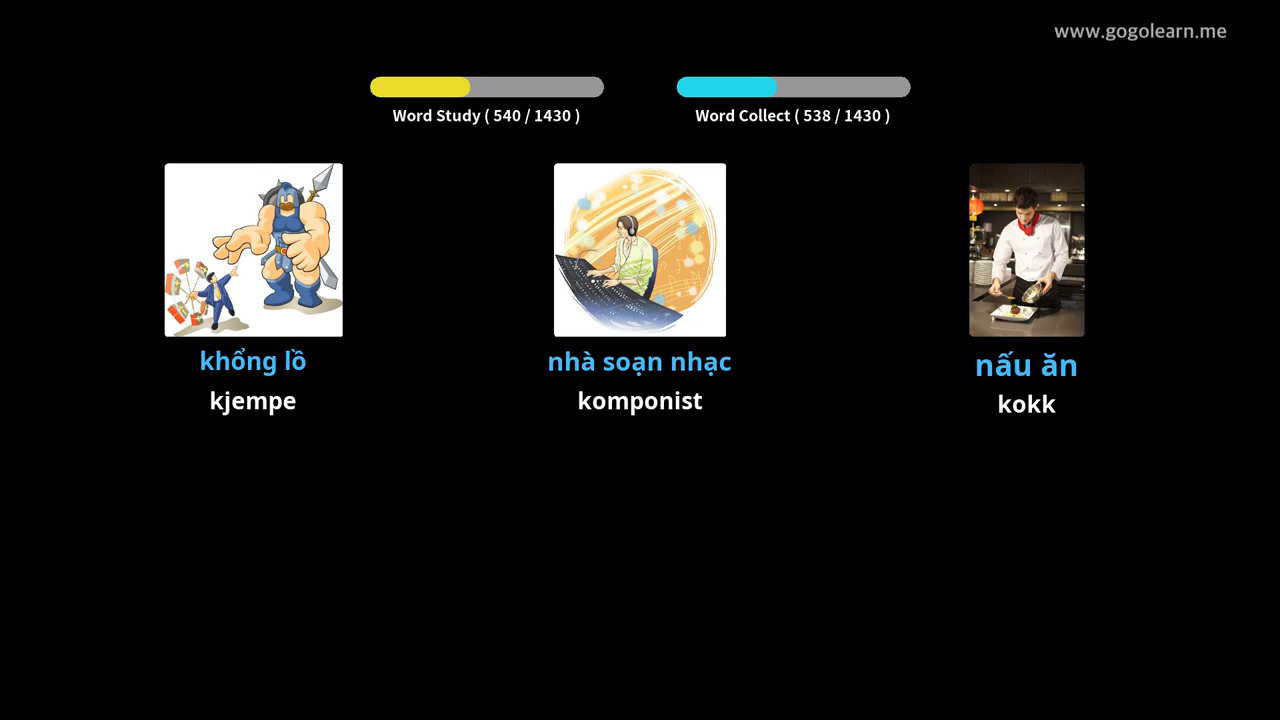 www.gogolearn.me
Word Study ( 540 / 1430 )
Word Collect ( 538 / 1430 )
khổng lồ
kjempe
nhà soạn nhạc
komponist
nấu ăn
kokk